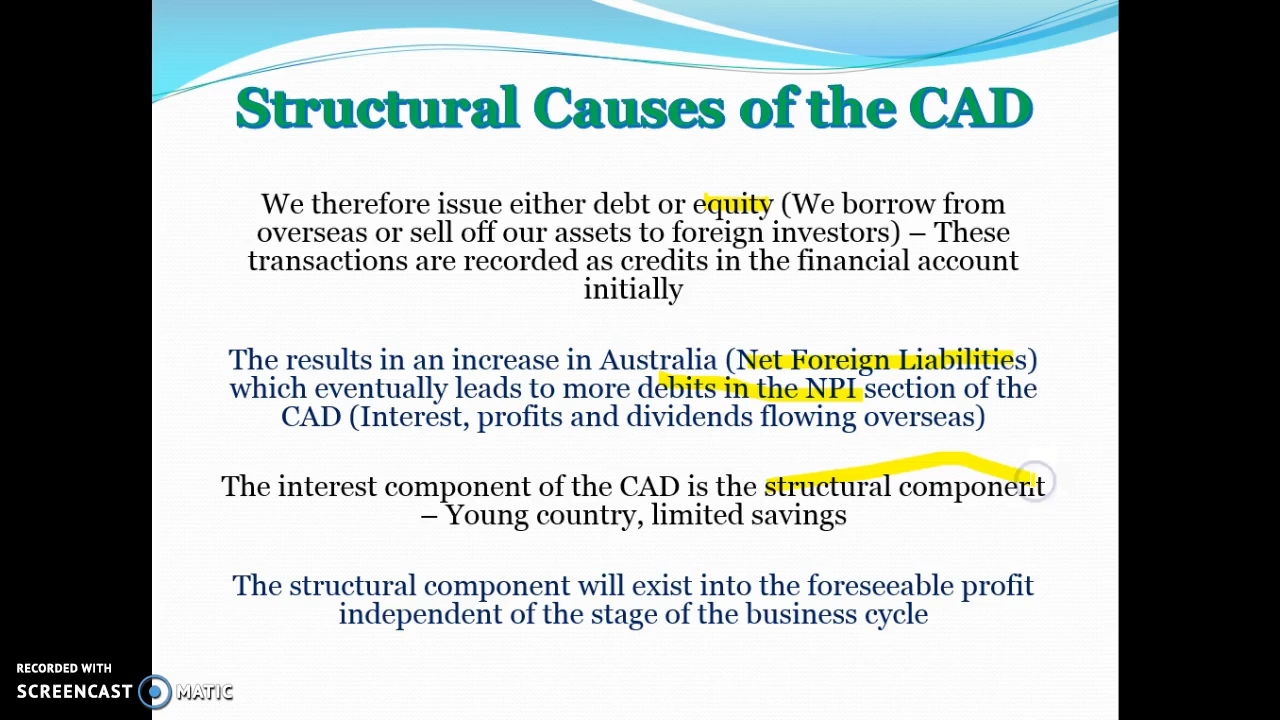 Structural Causes of the CAD
We therefore issue either debt or equity (We borrow from
overseas or sell off our assets to foreign investors) – These
transactions are recorded as credits in the financial account
initially
The results in an increase in Australia (Net Foreign Liabilities)
which eventually leads to more debits in the NPI section of the
CAD (Interest, profits and dividends flowing overseas)
The interest component of the CAD is the structural component
– Young country, limited savings
The structural component will exist into the foreseeable profit
independent of the stage of the business cycle
RECORDED WITH
SCREENCAST MATIC